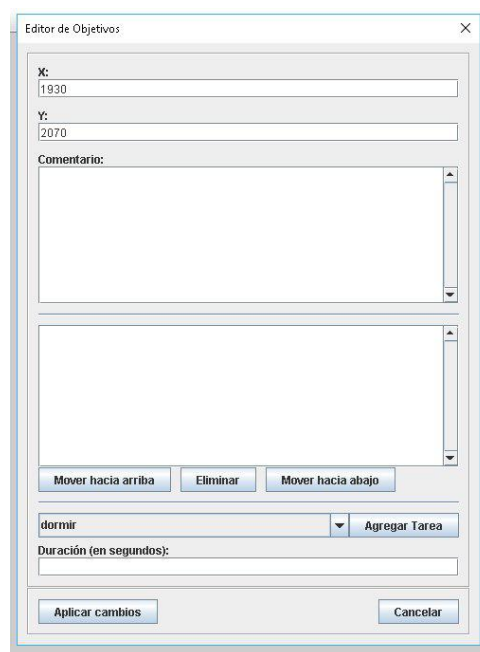 Editor de Objetivos
X:
1930
Y:
2070
Comentario:
Mover hacia arriba Eliminar Mover hacia abajo
dormir Agregar Tarea
Duración (en segundos):
Aplicar cambios Cancelar